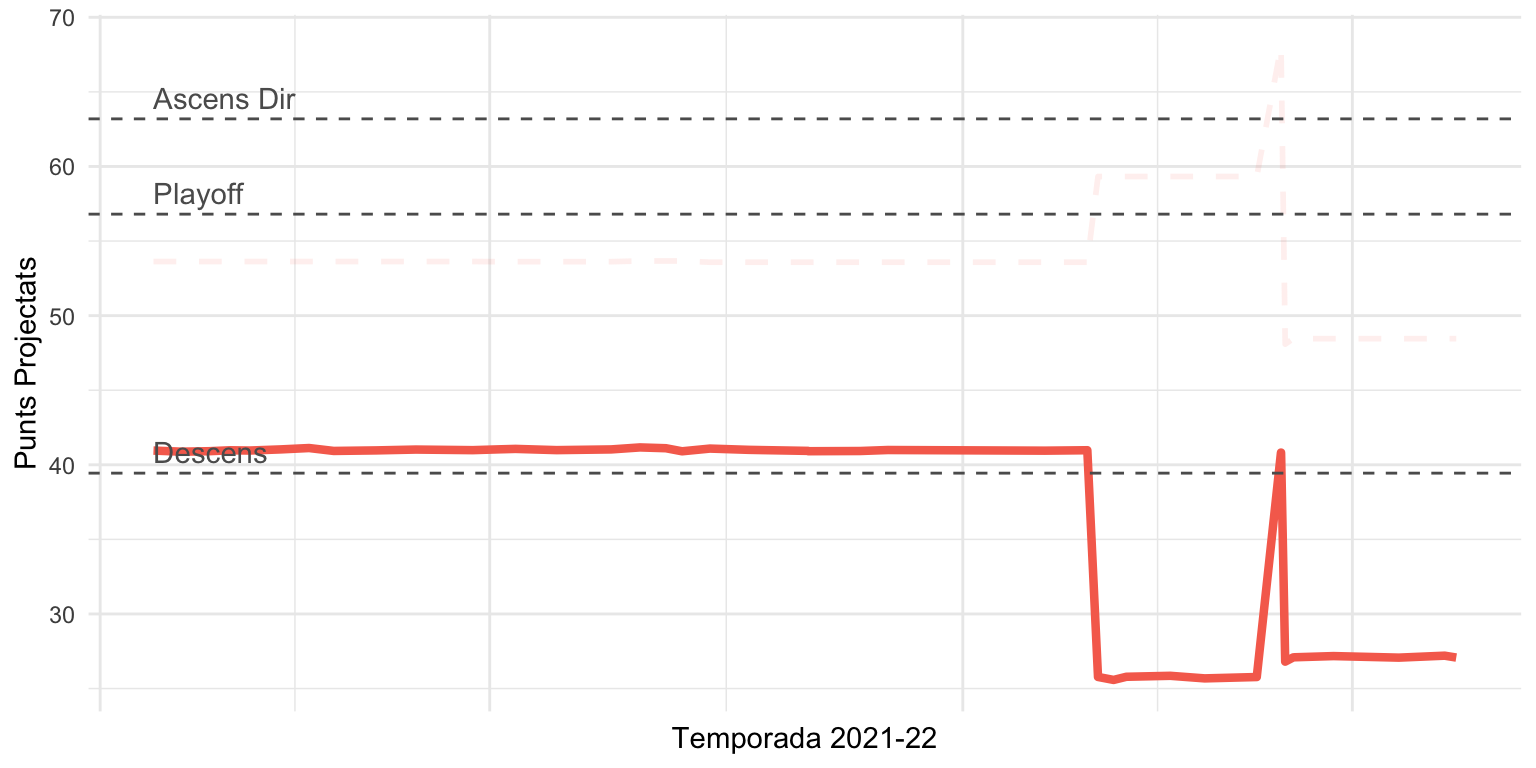 70
Ascens Dir
60
Playoff
50
Punts Projectats
Descens
40
30
Temporada 2021-22